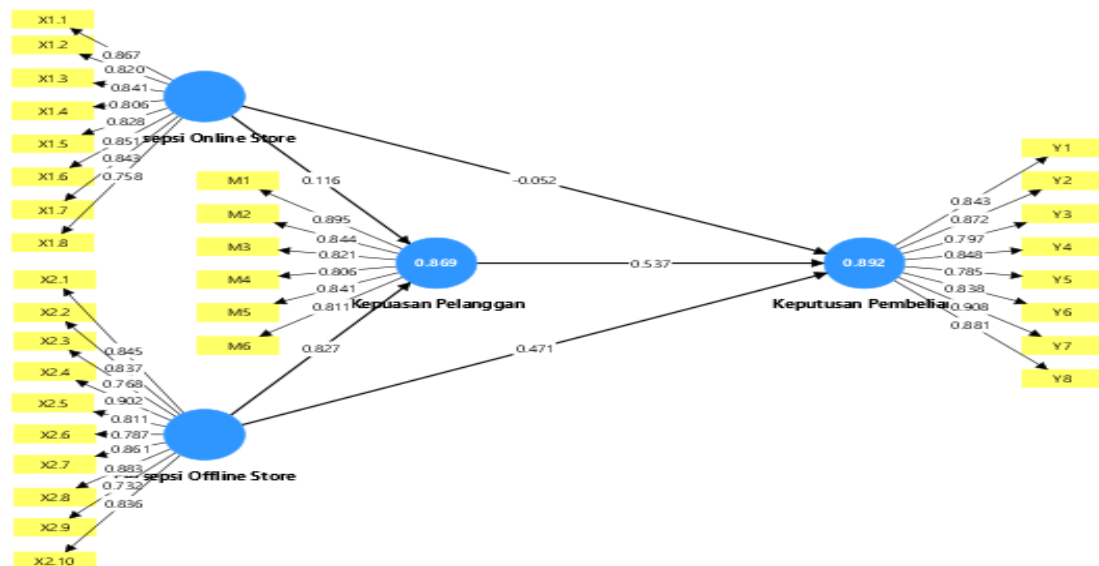 X1.1
X1.2
X1.3
X1.4
X1.5
X1.6
X1.7
X1.8
0.867
0.820
0.841
0.806
0.828
0.851
0.843
0.758
sepsi Online Store
0.116
-0.052
M1
M2
M3
M4
M5
M6
0.895
0.844
0.821
0.806
0.841
0.811
0.869
Kepuasan Pelanggan
0.537
0.827
0.471
X2.1
X2.2
X2.3
X2.4
X2.5
X2.6
X2.7
X2.8
X2.9
X2.10
0.845
0.837
0.768
0.902
0.811
0.787
0.861
0.883
0.732
0.836
sepsi Offline Store
0.892
Keputusan Pembelia
0.843
0.872
0.797
0.848
0.785
0.838
0.908
0.881
Y1
Y2
Y3
Y4
Y5
Y6
Y7
Y8